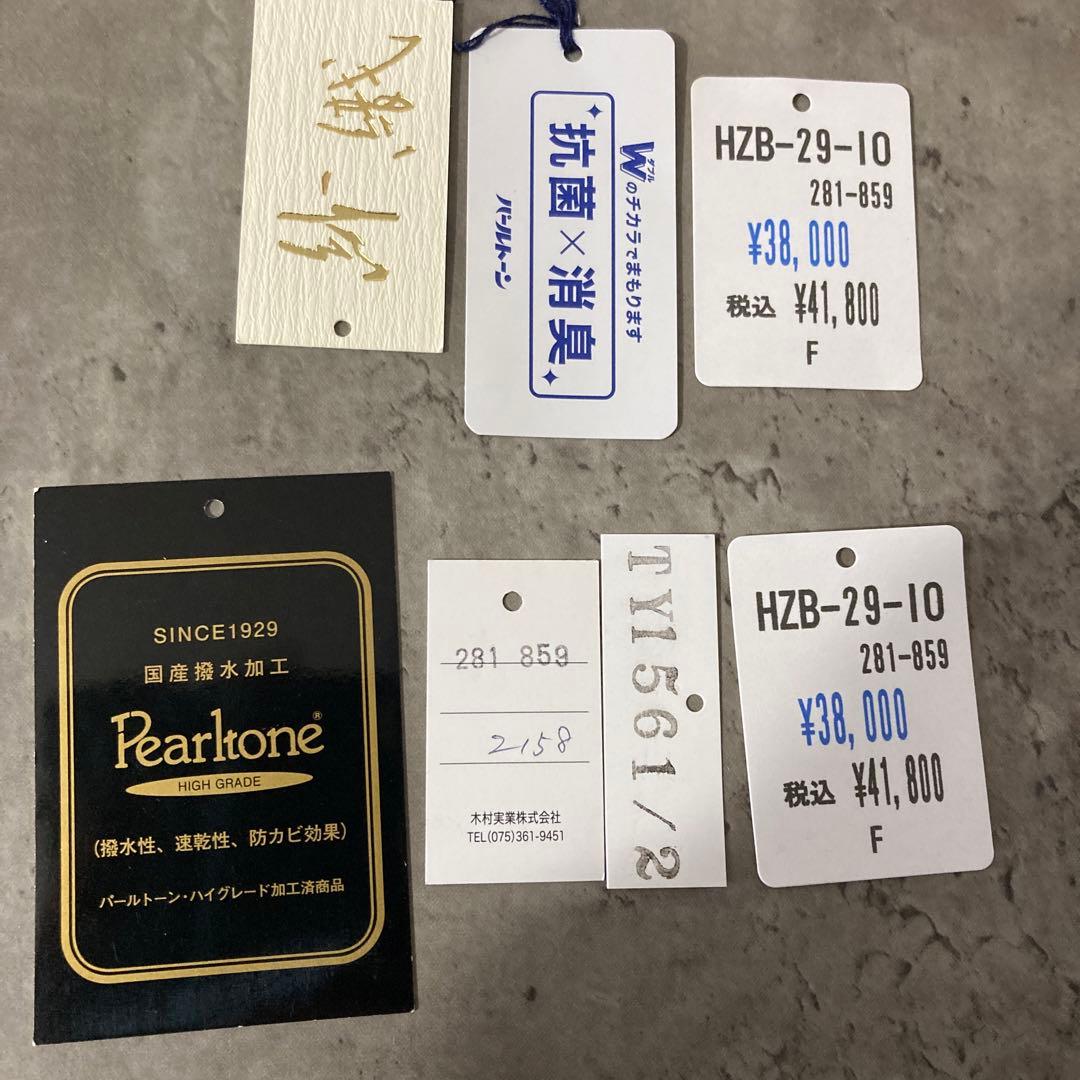 Wダブルのチカラでまもります
抗菌×消臭
パールトーン
HZB-29-10
281-859
¥38,000
税込 ¥41,800
F
SINCE1929
国産撥水加工
Pearltone®
HIGH GRADE
(撥水性、速乾性、防カビ効果)
パールトーン・ハイグレード加工済商品
281 859
2158
木村実業株式会社
TEL(075)361-9451
TY1561/2
HZB-29-10
281-859
¥38,000
税込 ¥41,800
F